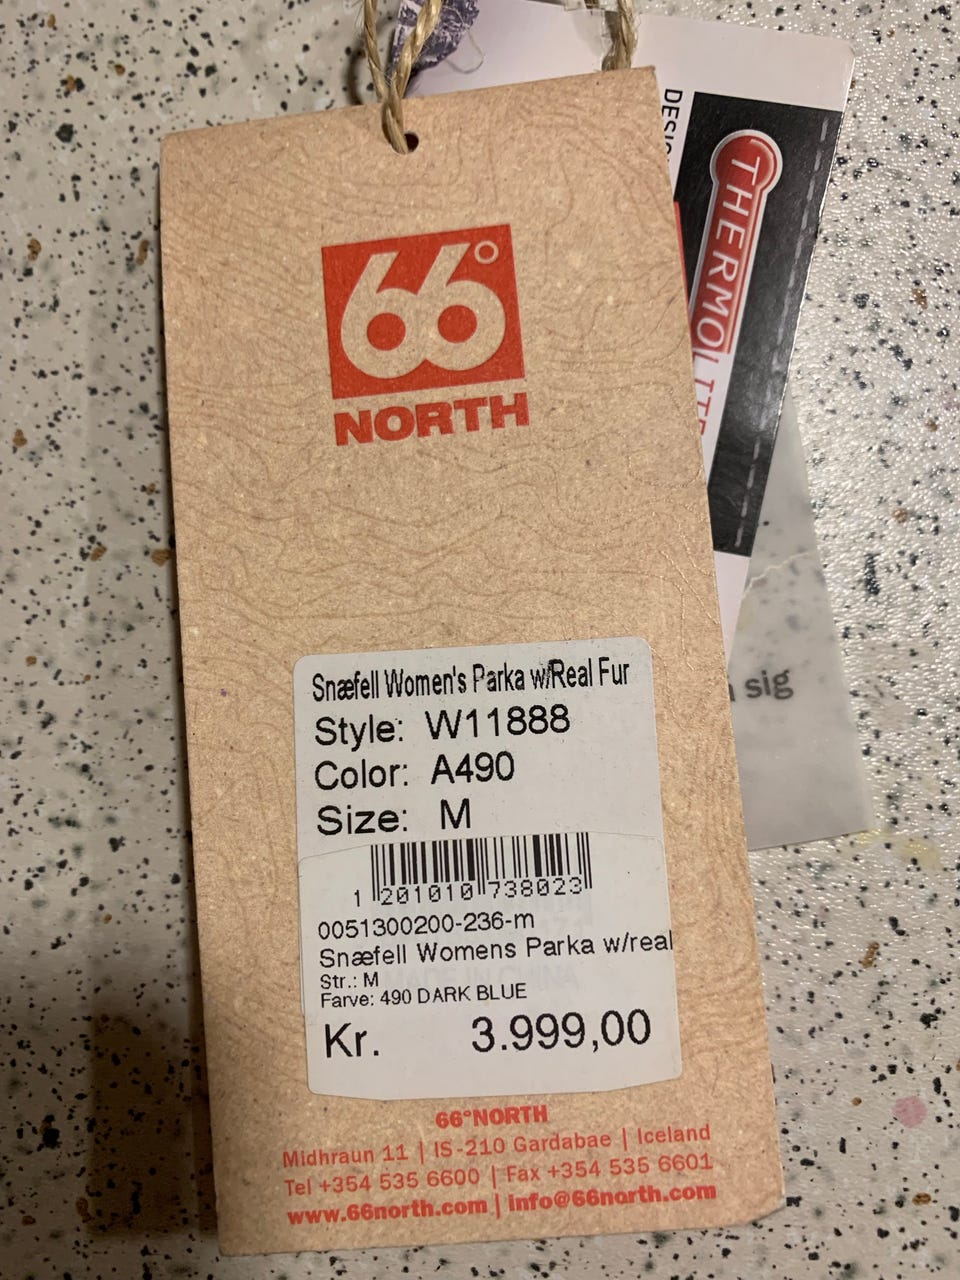 66°
NORTH
DESIG
THERMOLITE
Snæfell Women's Parka w/Real Fur
Style: W11888
Color: A490
Size: M
1 201010 738023
0051300200-236-m
Snæfell Womens Parka w/real
Str.: M
Farve: 490 DARK BLUE
Kr. 3.999,00
sig
66°NORTH
Midhraun 11 | IS-210 Gardabae | Iceland
Tel +354 535 6600 | Fax +354 535 6601
www.66north.com | info@66north.com